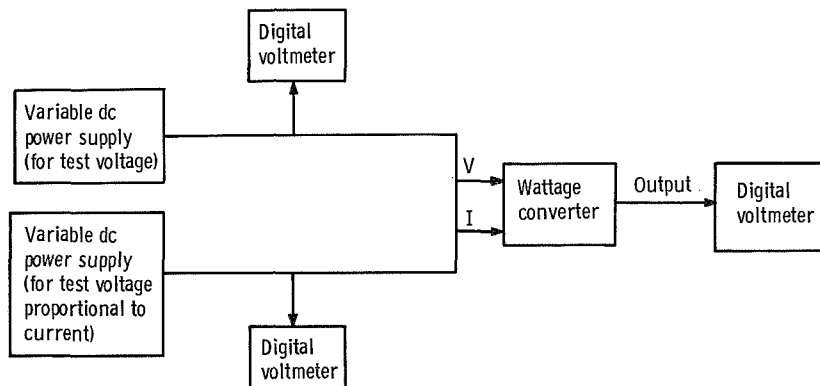 Digital
voltmeter
Variable dc
power supply
(for test voltage)
V
Wattage
converter
Output
Digital
voltmeter
I
Variable dc
power supply
(for test voltage
proportional to
current)
Digital
voltmeter